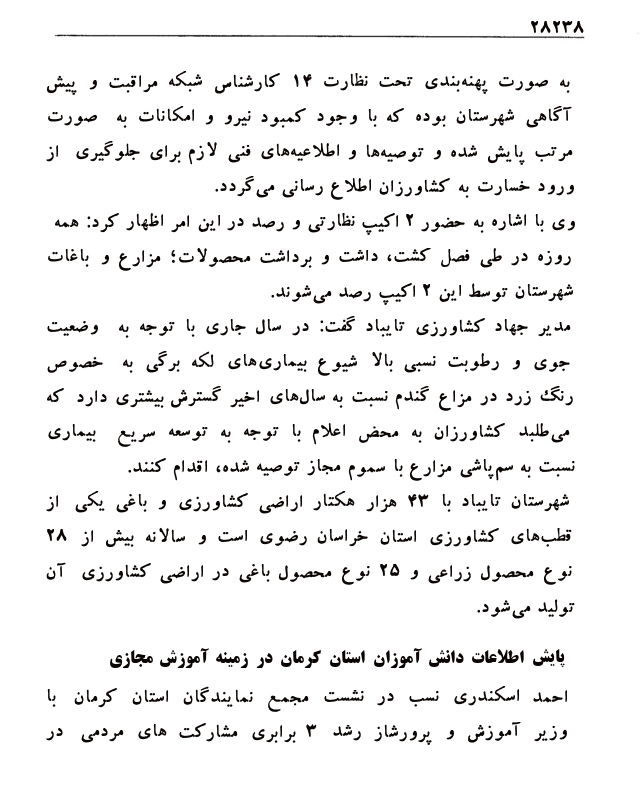 ۲۸۲۳۸
به صورت پهنه‌بندی تحت نظارت ۱۴ کارشناس شبکه مراقبت و پیش
آگاهی شهرستان بوده که با وجود کمبود نیرو و امکانات به صورت
مرتب پایش شده و توصیه‌ها و اطلاعیه‌های فنی لازم برای جلوگیری از
ورود خسارت به کشاورزان اطلاع رسانی می‌گردد.
وی با اشاره به حضور ۲ اکیپ نظارتی و رصد در این امر اظهار کرد: همه
روزه در طی فصل کشت، داشت و برداشت محصولات؛ مزارع و باغات
شهرستان توسط این ۲ اکیپ رصد می‌شوند.
مدیر جهاد کشاورزی تایباد گفت: در سال جاری با توجه به وضعیت
جوی و رطوبت نسبی بالا شیوع بیماری‌های لکه برگی به خصوص
رنگ زرد در مزاع گندم نسبت به سال‌های اخیر گسترش بیشتری دارد که
می‌طلبد کشاورزان به محض اعلام با توجه به توسعه سریع بیماری
نسبت به سم‌پاشی مزارع با سموم مجاز توصیه شده، اقدام کنند.
شهرستان تایباد با ۴۳ هزار هکتار اراضی کشاورزی و باغی یکی از
قطب‌های کشاورزی استان خراسان رضوی است و سالانه بیش از ۲۸
نوع محصول زراعی و ۲۵ نوع محصول باغی در اراضی کشاورزی آن
تولید می‌شود.
پایش اطلاعات دانش آموزان استان کرمان در زمینه آموزش مجازی
احمد اسکندری نسب در نشست مجمع نمایندگان استان کرمان با
وزیر آموزش و پرورشاز رشد ۳ برابری مشارکت های مردمی در